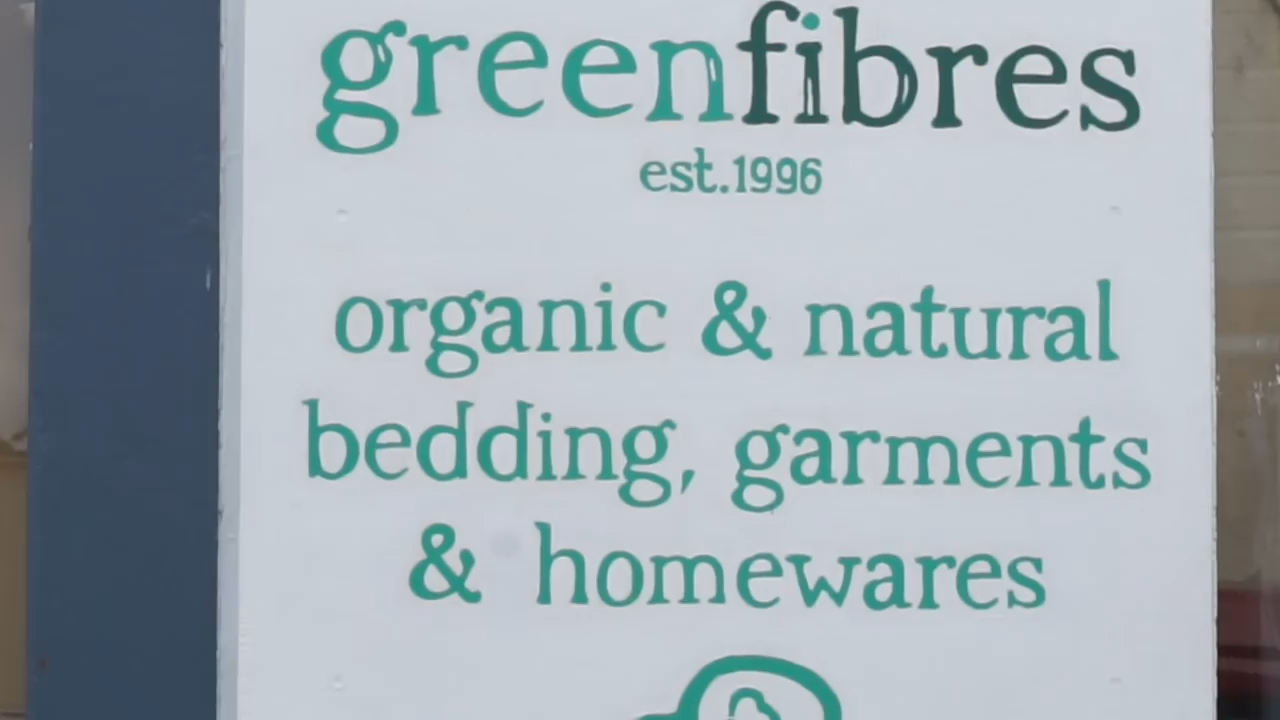 greenfibres
est.1996
organic & natural
bedding, garments
& homewares